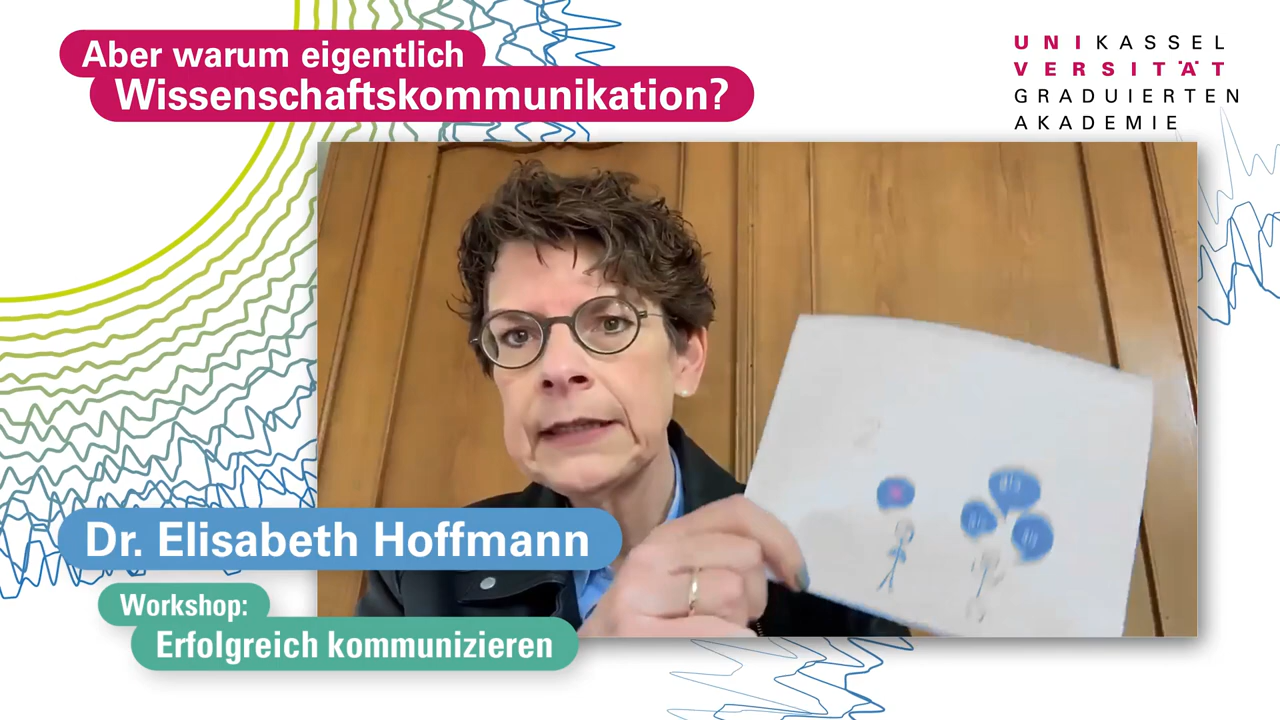 Aber warum eigentlich
Wissenschaftskommunikation?
UNIKASSEL
VERSITÄT
GRADUIERTEN
AKADEMIE
Dr. Elisabeth Hoffmann
Workshop:
Erfolgreich kommunizieren